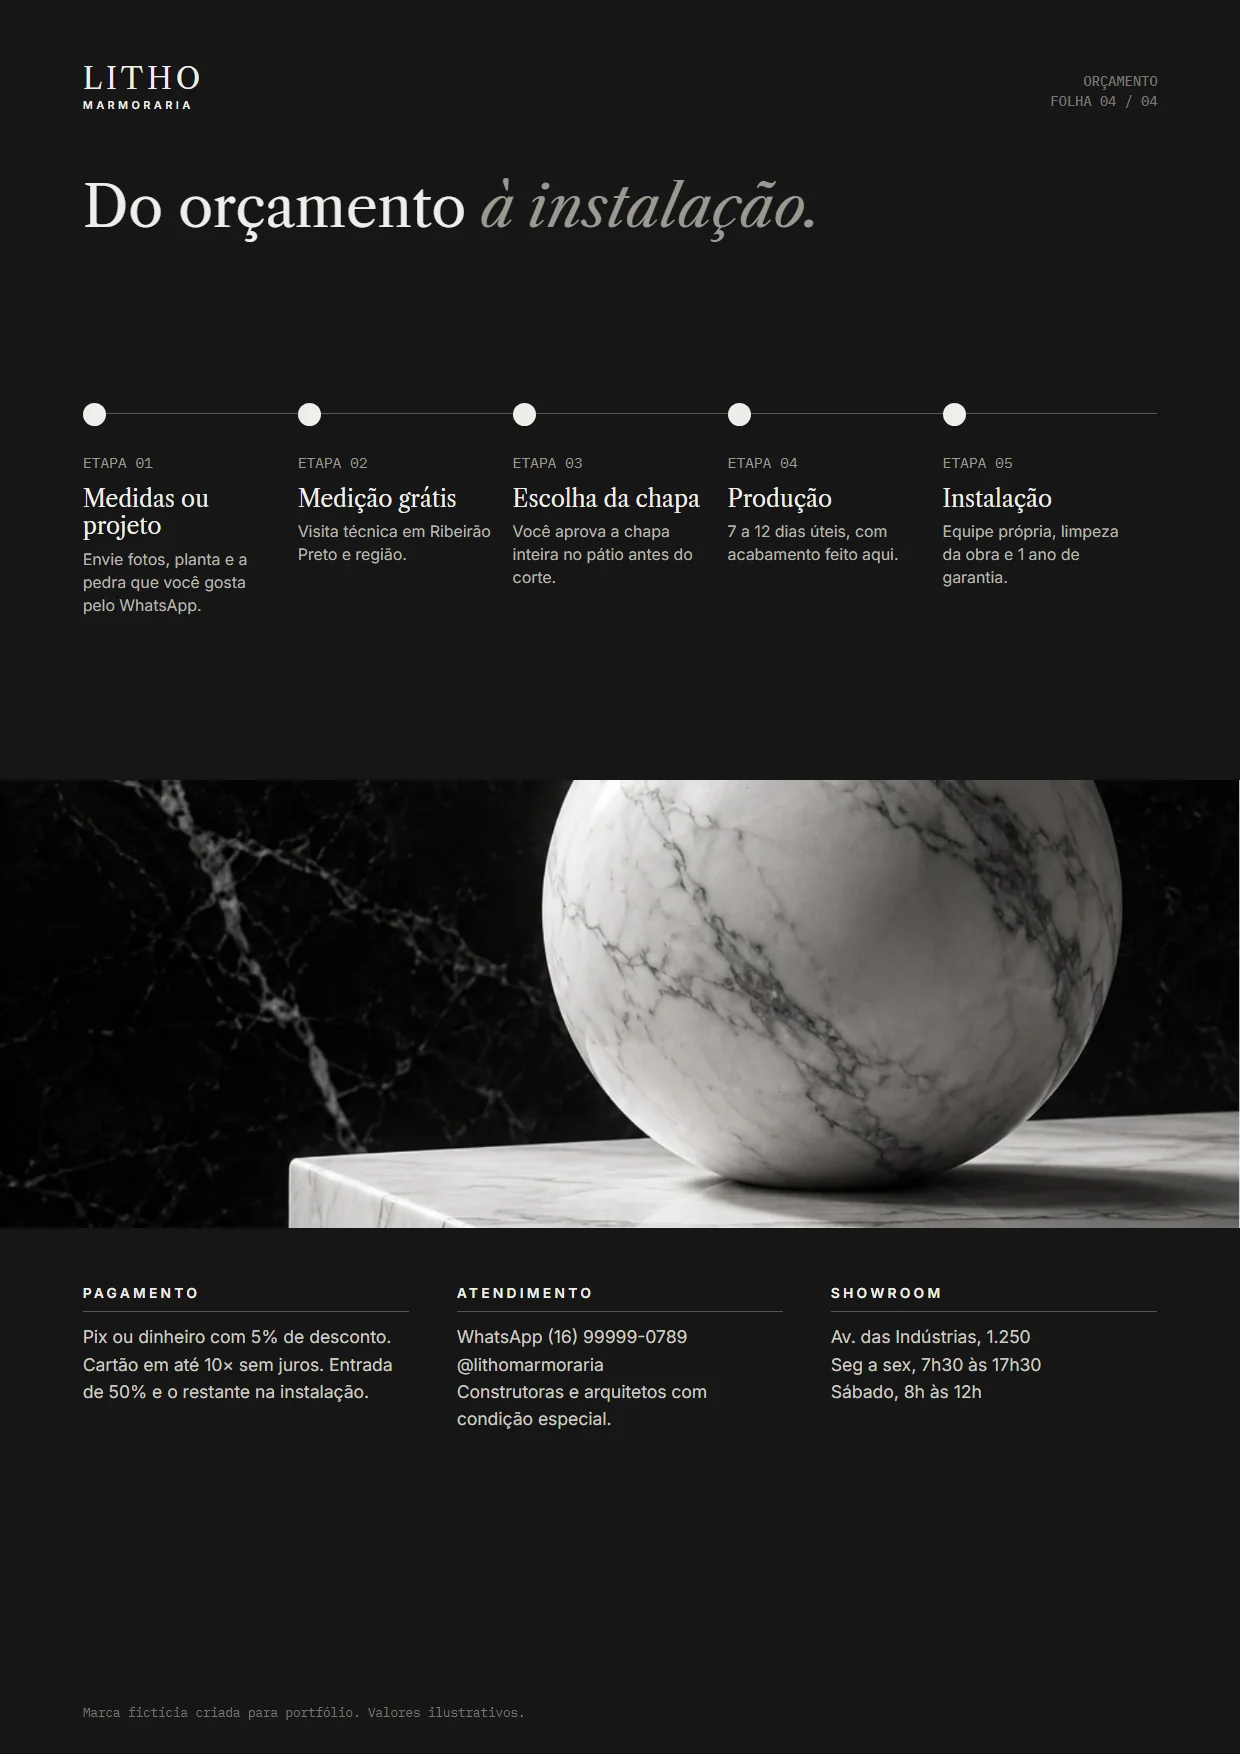 LITHO
MARMORARIA
ORÇAMENTO
FOLHA 04 / 04
Do orçamento à instalação.
ETAPA 01
Medidas ou
projeto
Envie fotos, planta e a
pedra que você gosta
pelo WhatsApp.
ETAPA 02
Medição grátis
Visita técnica em Ribeirão
Preto e região.
ETAPA 03
Escolha da chapa
Você aprova a chapa
inteira no pátio antes do
corte.
ETAPA 04
Produção
7 a 12 dias úteis, com
acabamento feito aqui.
ETAPA 05
Instalação
Equipe própria, limpeza
da obra e 1 ano de
garantia.
PAGAMENTO
Pix ou dinheiro com 5% de desconto.
Cartão em até 10× sem juros. Entrada
de 50% e o restante na instalação.
ATENDIMENTO
WhatsApp (16) 99999-0789
@lithomarmoraria
Construtoras e arquitetos com
condição especial.
SHOWROOM
Av. das Indústrias, 1.250
Seg a sex, 7h30 às 17h30
Sábado, 8h às 12h
Marca fictícia criada para portfólio. Valores ilustrativos.